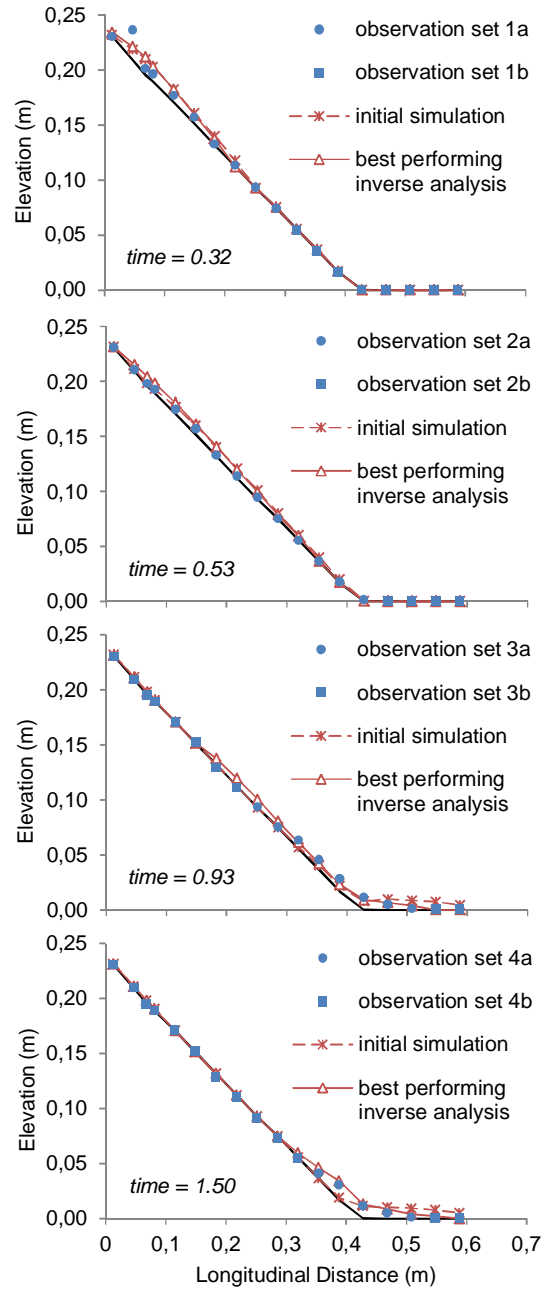 0,25
0,20
0,15
0,10
0,05
0,00
Elevation (m)
observation set 1a
observation set 1b
initial simulation
best performing
inverse analysis
time = 0.32
0,25
0,20
0,15
0,10
0,05
0,00
Elevation (m)
observation set 2a
observation set 2b
initial simulation
best performing
inverse analysis
time = 0.53
0,25
0,20
0,15
0,10
0,05
0,00
Elevation (m)
observation set 3a
observation set 3b
initial simulation
best performing
inverse analysis
time = 0.93
0,25
0,20
0,15
0,10
0,05
0,00
Elevation (m)
observation set 4a
observation set 4b
initial simulation
best performing
inverse analysis
time = 1.50
0 0,1 0,2 0,3 0,4 0,5 0,6 0,7
Longitudinal Distance (m)